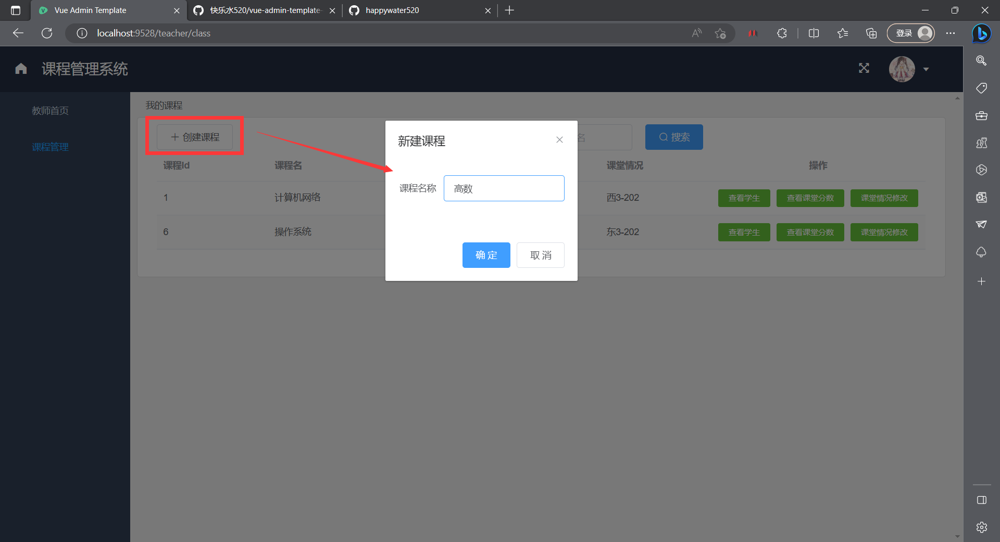 Vue Admin Template
快乐水520/vue-admin-template-
happywater520
localhost:9528/teacher/class
登录
课程管理系统
教师首页
课程管理
我的课程
创建课程
名
搜索
课程Id
课程名
课堂情况
操作
1
计算机网络
西3-202
查看学生
查看课堂分数
课堂情况修改
6
操作系统
东3-202
查看学生
查看课堂分数
课堂情况修改
新建课程
课程名称
高数
确 定
取 消